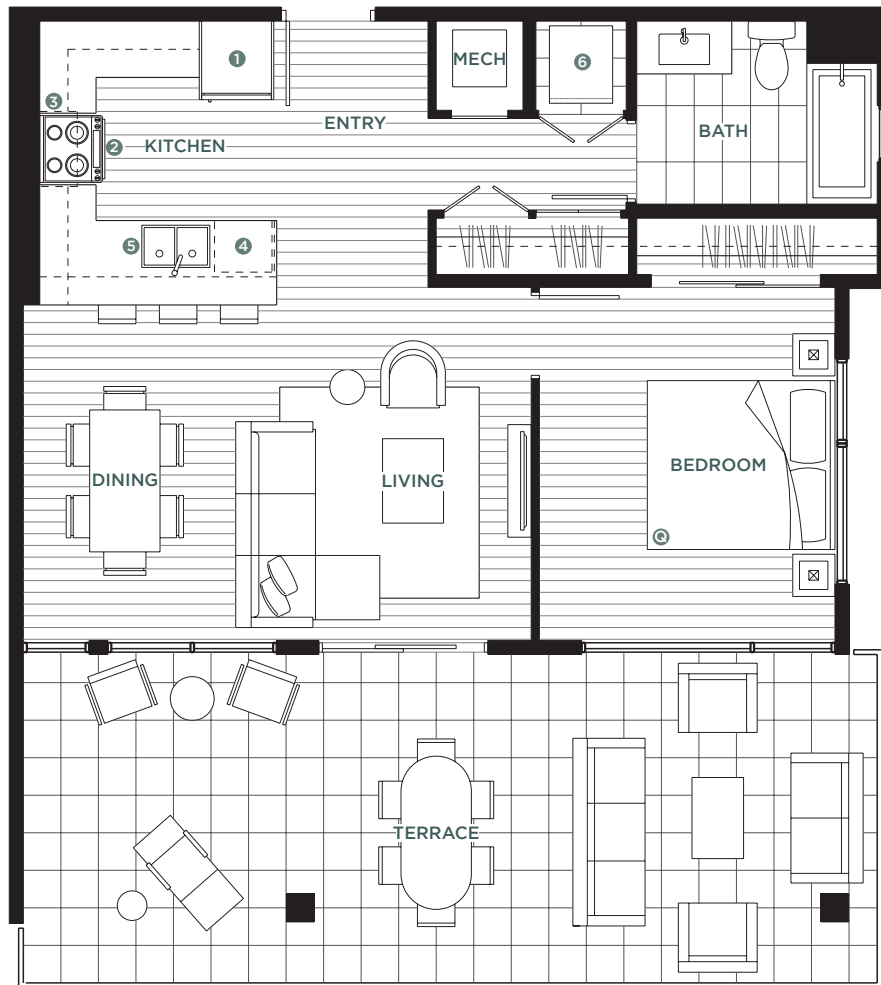 1
MECH
6
3
ENTRY
BATH
2
KITCHEN
5
4
DINING
LIVING
BEDROOM
Q
TERRACE